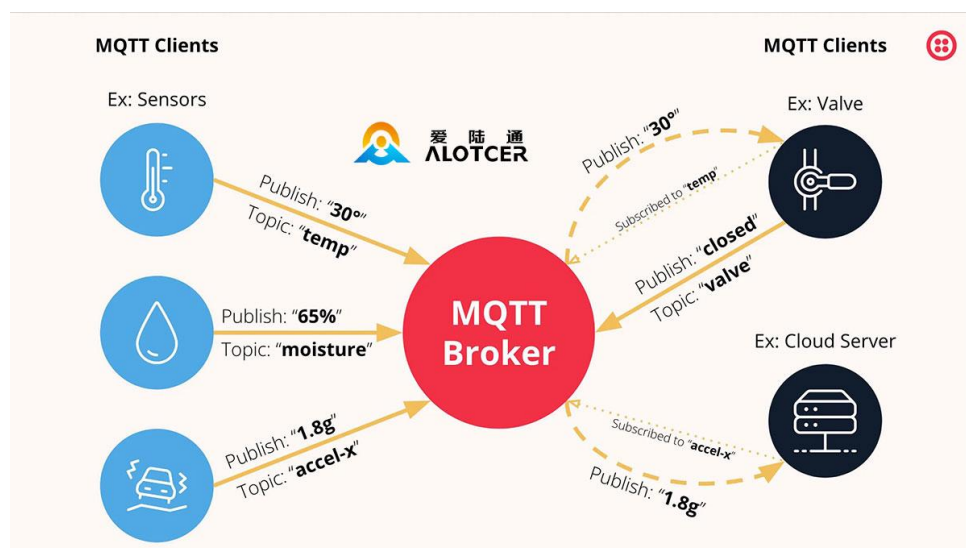 MQTT Clients
MQTT Clients
Ex: Sensors
Ex: Valve
爱陆通
ALOTCER
Publish: “30°”
Topic: “temp”
Publish: “30°”
Subscribed to “temp”
Publish: “closed”
Topic: “valve”
Publish: “65%”
Topic: “moisture”
MQTT
Broker
Ex: Cloud Server
Publish: “1.8g”
Topic: “accel-x”
Subscribed to “accel-x”
Publish: “1.8g”